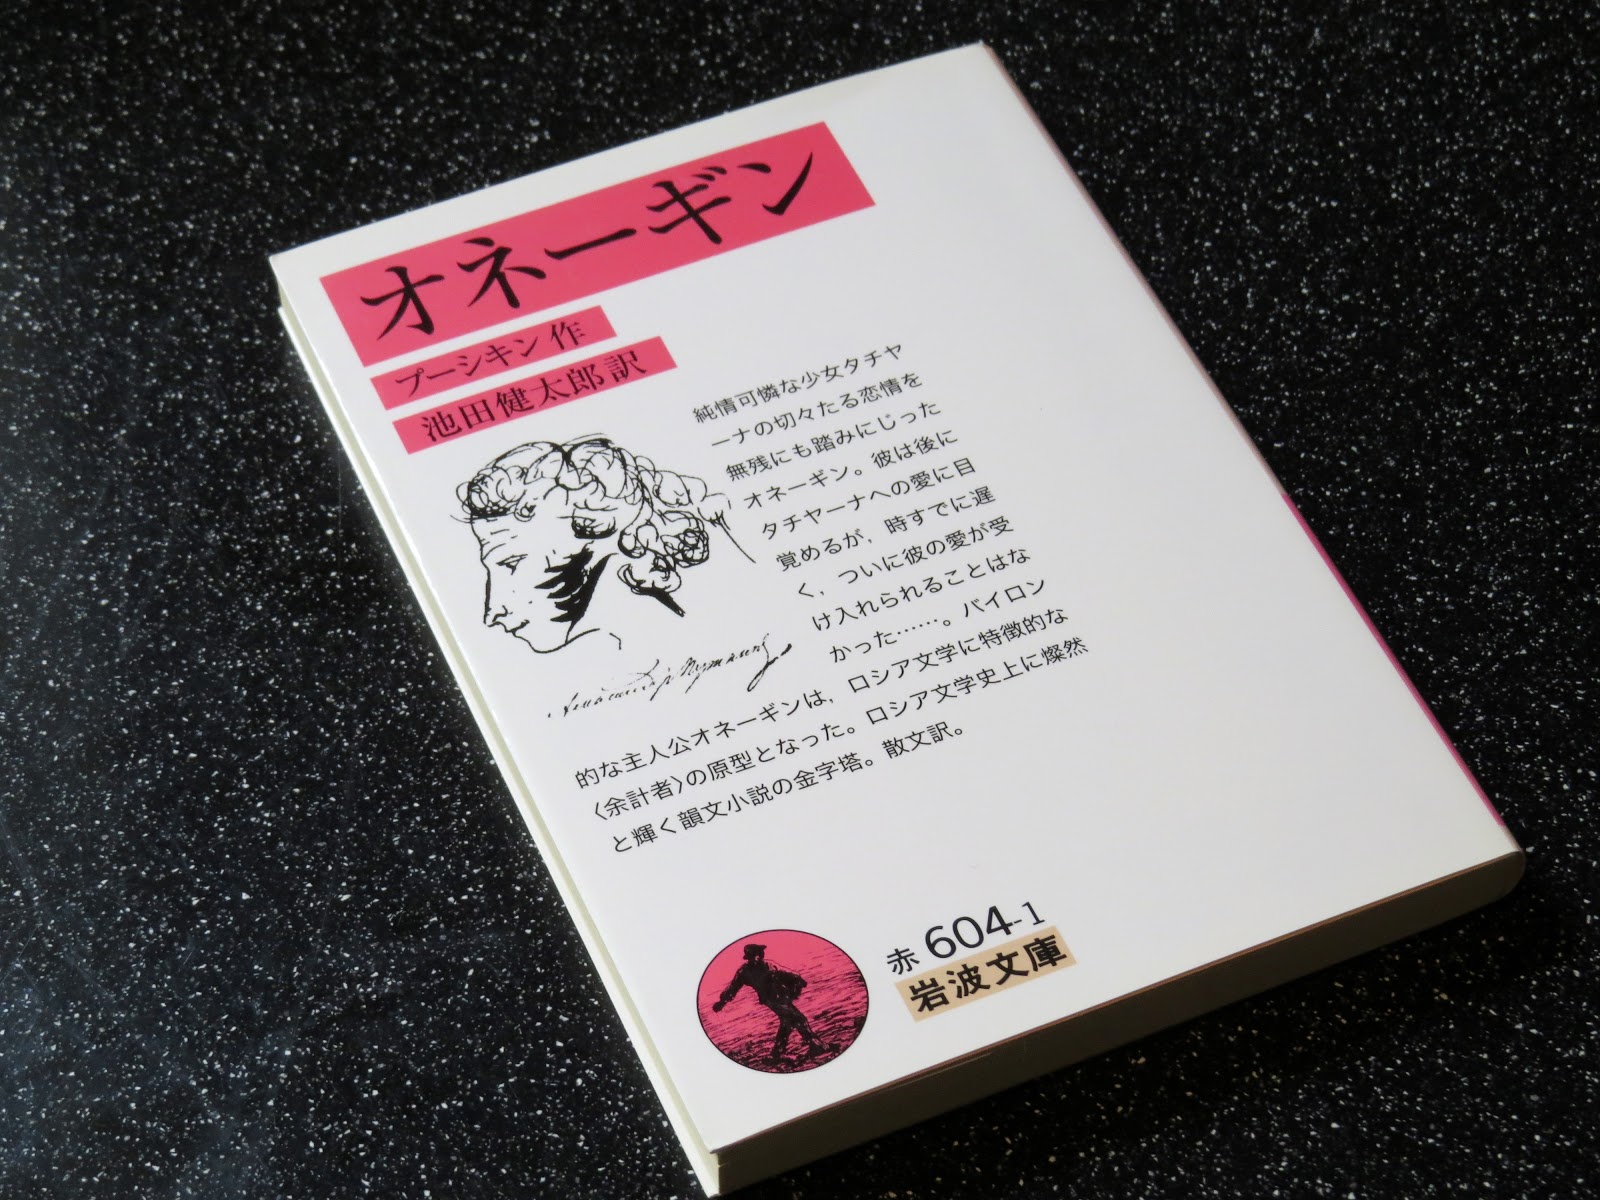 オネーギン
プーシキン作
池田健太郎訳
純情可憐な少女タチヤ
ーナの切々たる恋情を
無残にも踏みにじった
オネーギン。彼は後に
タチヤーナへの愛に目
覚めるが，時すでに遅
く，ついに彼の愛が受
け入れられることはな
かった……。バイロン
的な主人公オネーギンは，ロシア文学に特徴的な
〈余計者〉の原型となった。ロシア文学史上に燦然
と輝く韻文小説の金字塔。散文訳。
赤 604-1
岩波文庫